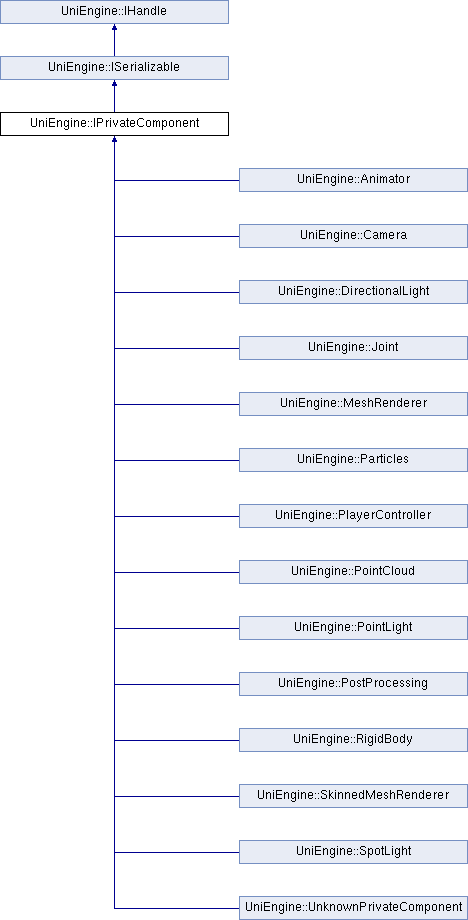 UniEngine::IHandle
UniEngine::ISerializable
UniEngine::IPrivateComponent
UniEngine::Animator
UniEngine::Camera
UniEngine::DirectionalLight
UniEngine::Joint
UniEngine::MeshRenderer
UniEngine::Particles
UniEngine::PlayerController
UniEngine::PointCloud
UniEngine::PointLight
UniEngine::PostProcessing
UniEngine::RigidBody
UniEngine::SkinnedMeshRenderer
UniEngine::SpotLight
UniEngine::UnknownPrivateComponent